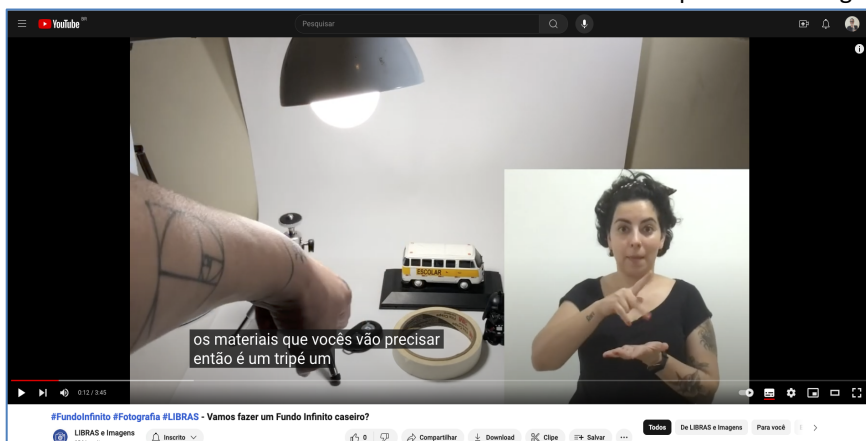 YouTube BR
Pesquisar
ESCOLAR
os materiais que vocês vão precisar
então é um tripé um
0:12 / 3:45
#FundoInfinito #Fotografia #LIBRAS - Vamos fazer um Fundo Infinito caseiro?
LIBRAS e Imagens
Inscrito
0
Compartilhar
Download
Clipe
Salvar
Todos
De LIBRAS e Imagens
Para você